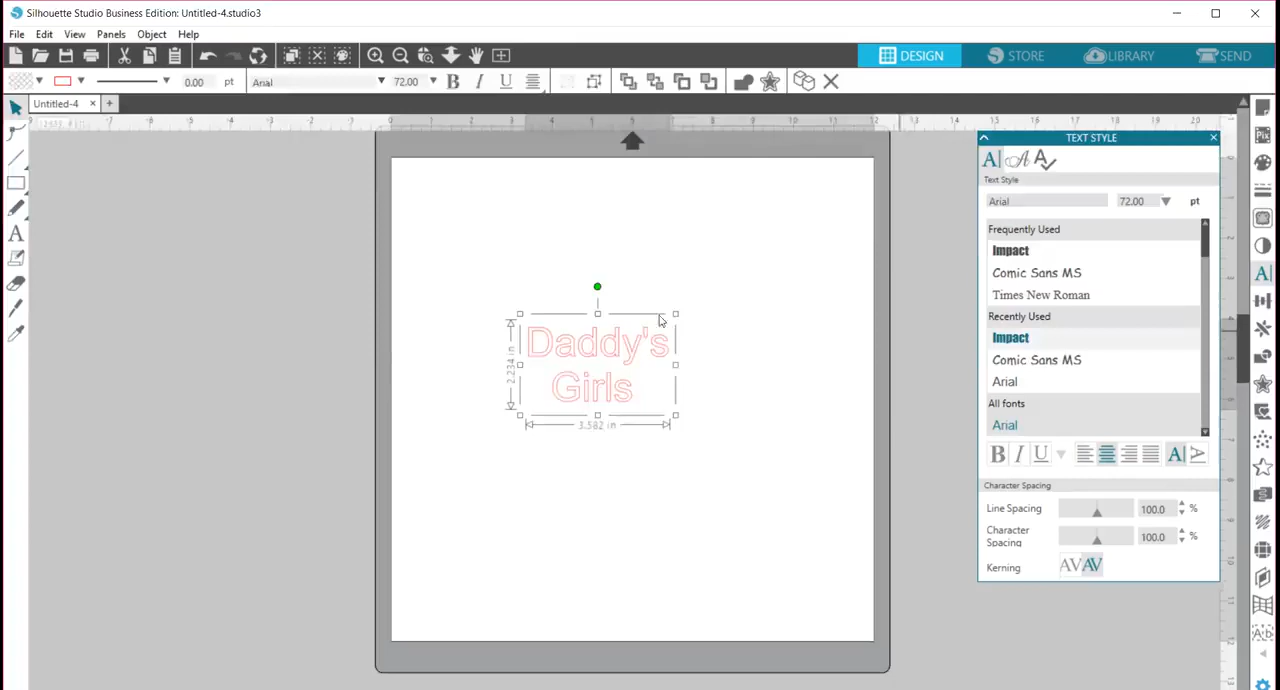 Silhouette Studio Business Edition: Untitled-4.studio3
File Edit View Panels Object Help
DESIGN STORE LIBRARY SEND
0.00 pt Arial 72.00 B I U
Untitled-4
TEXT STYLE
Text Style
Arial 72.00 pt
Frequently Used
Impact
Comic Sans MS
Times New Roman
Recently Used
Impact
Comic Sans MS
Arial
All fonts
Arial
B I U
Character Spacing
Line Spacing 100.0 %
Character Spacing 100.0 %
Kerning AV AV
Daddy's
Girls
2.234 in
3.582 in